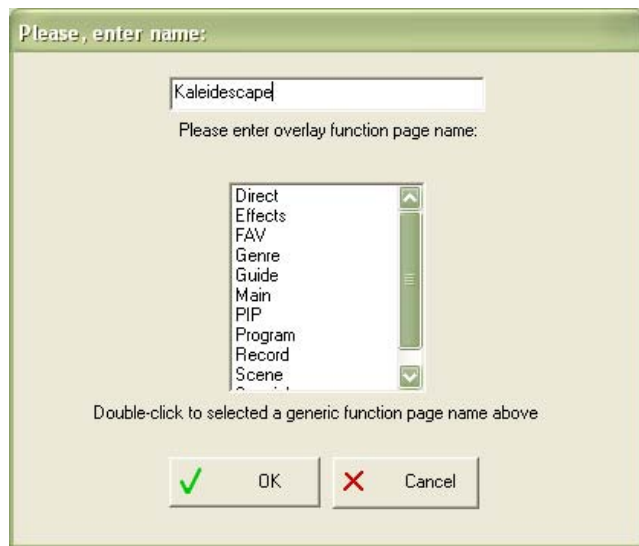 Please, enter name:
Kaleidescape
Please enter overlay function page name:
Direct
Effects
FAV
Genre
Guide
Main
PIP
Program
Record
Scene
Double-click to selected a generic function page name above
OK
Cancel